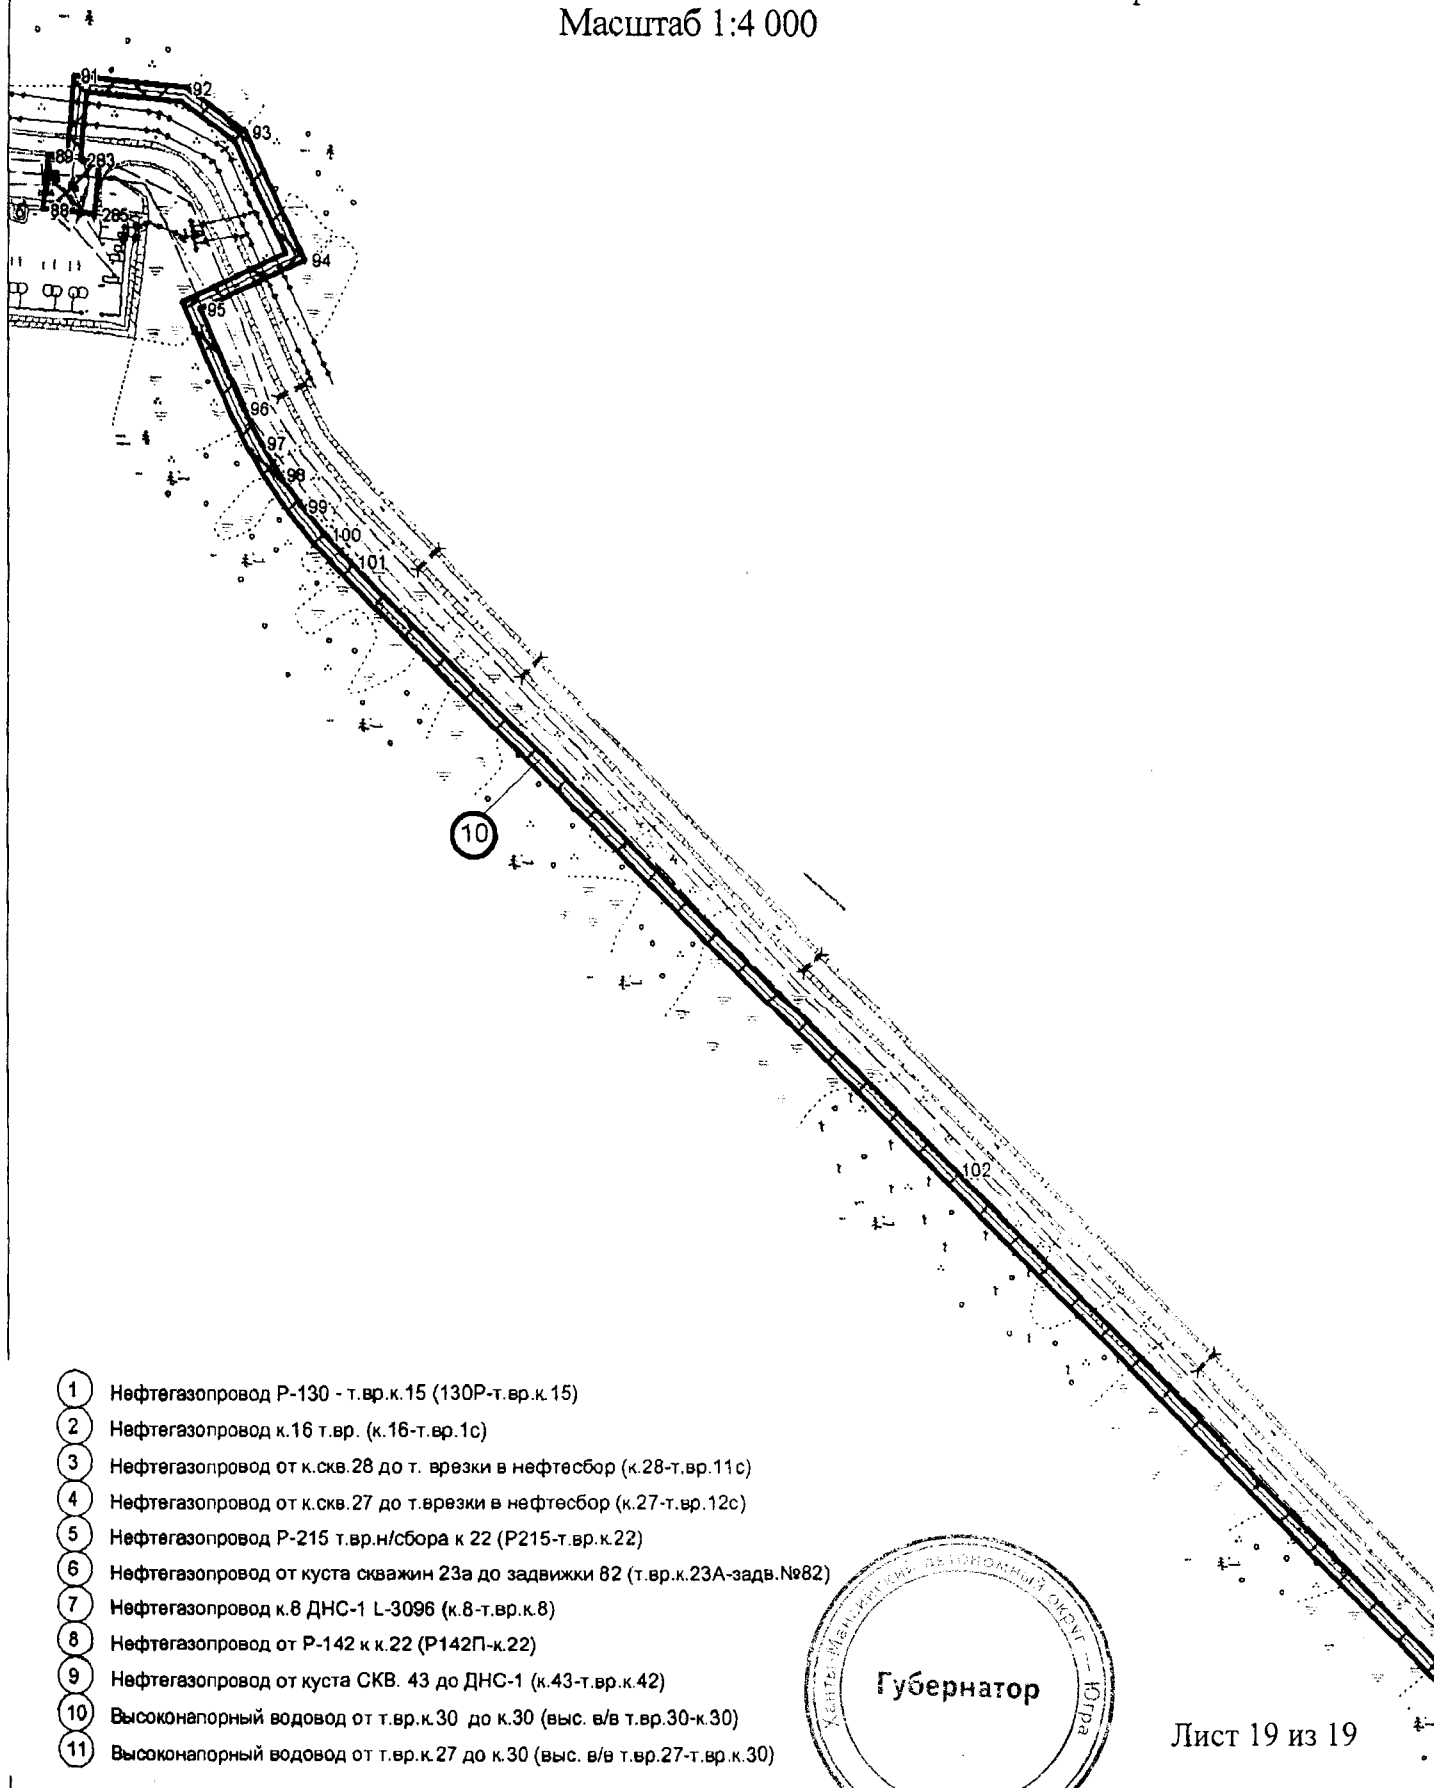 Масштаб 1:4 000
91
92
93
89
283
88
285
94
95
96
97
98
99
100
101
10
102
1 Нефтегазопровод Р-130 - т.вр.к.15 (130Р-т.вр.к.15)
2 Нефтегазопровод к.16 т.вр. (к.16-т.вр.1с)
3 Нефтегазопровод от к.скв.28 до т. врезки в нефтесбор (к.28-т.вр.11с)
4 Нефтегазопровод от к.скв.27 до т.врезки в нефтесбор (к.27-т.вр.12с)
5 Нефтегазопровод Р-215 т.вр.н/сбора к 22 (Р215-т.вр.к.22)
6 Нефтегазопровод от куста скважин 23а до задвижки 82 (т.вр.к.23А-задв.№82)
7 Нефтегазопровод к.8 ДНС-1 L-3096 (к.8-т.вр.к.8)
8 Нефтегазопровод от Р-142 к к.22 (Р142П-к.22)
9 Нефтегазопровод от куста СКВ. 43 до ДНС-1 (к.43-т.вр.к.42)
10 Высоконапорный водовод от т.вр.к.30 до к.30 (выс. в/в т.вр.30-к.30)
11 Высоконапорный водовод от т.вр.к.27 до к.30 (выс. в/в т.вр.27-т.вр.к.30)
Ханты-Мансийский автономный округ — Югра
Губернатор
Лист 19 из 19